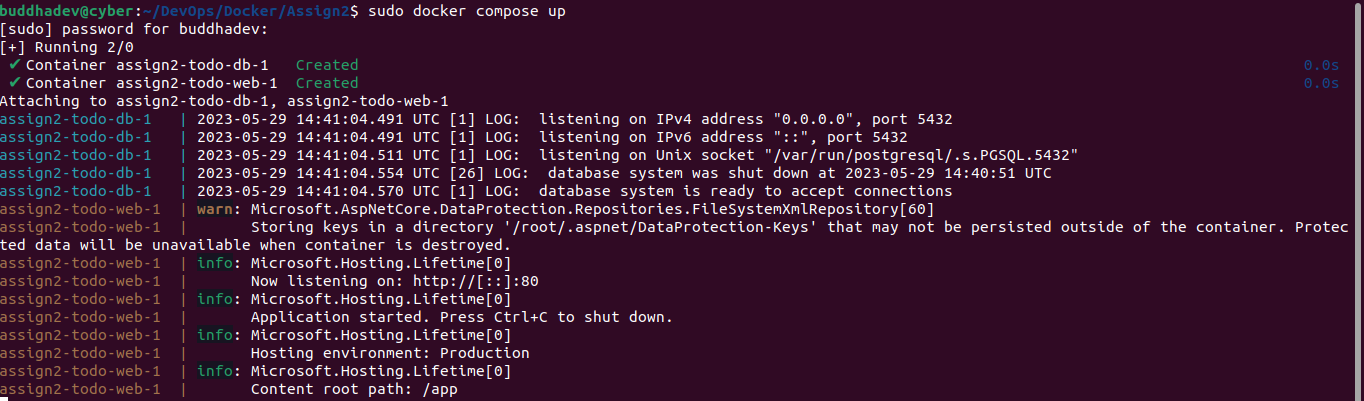 buddhadev@cyber:~/DevOps/Docker/Assign2$ sudo docker compose up
[sudo] password for buddhadev:
[+] Running 2/0
✔ Container assign2-todo-db-1   Created   0.0s
✔ Container assign2-todo-web-1  Created   0.0s
Attaching to assign2-todo-db-1, assign2-todo-web-1
assign2-todo-db-1   | 2023-05-29 14:41:04.491 UTC [1] LOG:  listening on IPv4 address "0.0.0.0", port 5432
assign2-todo-db-1   | 2023-05-29 14:41:04.491 UTC [1] LOG:  listening on IPv6 address "::", port 5432
assign2-todo-db-1   | 2023-05-29 14:41:04.511 UTC [1] LOG:  listening on Unix socket "/var/run/postgresql/.s.PGSQL.5432"
assign2-todo-db-1   | 2023-05-29 14:41:04.554 UTC [26] LOG:  database system was shut down at 2023-05-29 14:40:51 UTC
assign2-todo-db-1   | 2023-05-29 14:41:04.570 UTC [1] LOG:  database system is ready to accept connections
assign2-todo-web-1  | warn: Microsoft.AspNetCore.DataProtection.Repositories.FileSystemXmlRepository[60]
assign2-todo-web-1  |       Storing keys in a directory '/root/.aspnet/DataProtection-Keys' that may not be persisted outside of the container. Protec
ted data will be unavailable when container is destroyed.
assign2-todo-web-1  | info: Microsoft.Hosting.Lifetime[0]
assign2-todo-web-1  |       Now listening on: http://[::]:80
assign2-todo-web-1  | info: Microsoft.Hosting.Lifetime[0]
assign2-todo-web-1  |       Application started. Press Ctrl+C to shut down.
assign2-todo-web-1  | info: Microsoft.Hosting.Lifetime[0]
assign2-todo-web-1  |       Hosting environment: Production
assign2-todo-web-1  | info: Microsoft.Hosting.Lifetime[0]
assign2-todo-web-1  |       Content root path: /app